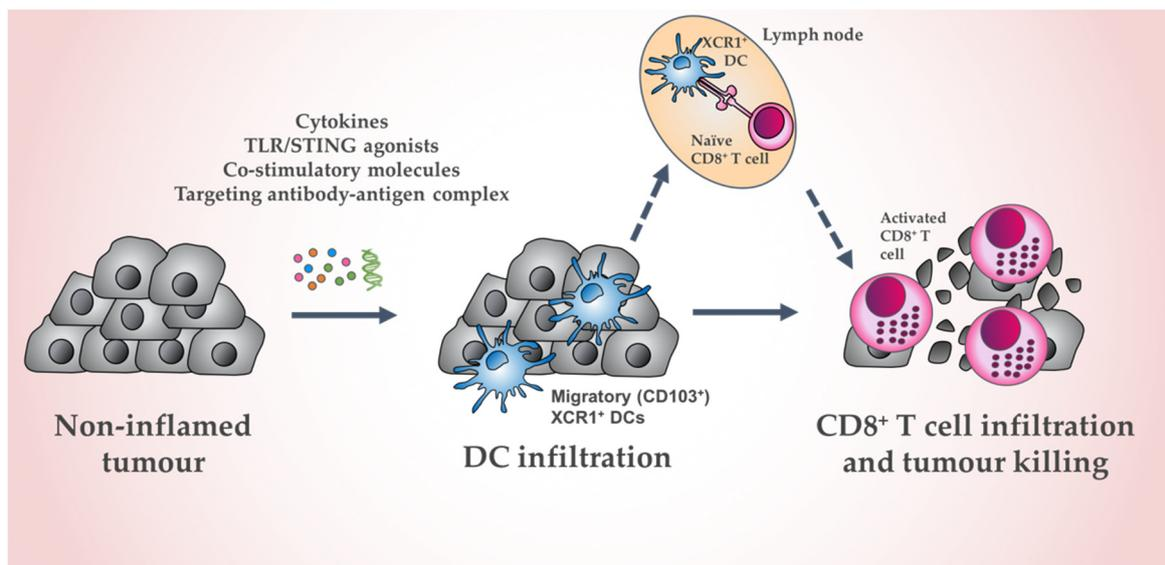 Cytokines
TLR/STING agonists
Co-stimulatory molecules
Targeting antibody-antigen complex
XCR1⁺
DC
Lymph node
Naïve
CD8⁺ T cell
Activated
CD8⁺ T
cell
Migratory (CD103⁺)
XCR1⁺ DCs
Non-inflamed
tumour
DC infiltration
CD8⁺ T cell infiltration
and tumour killing